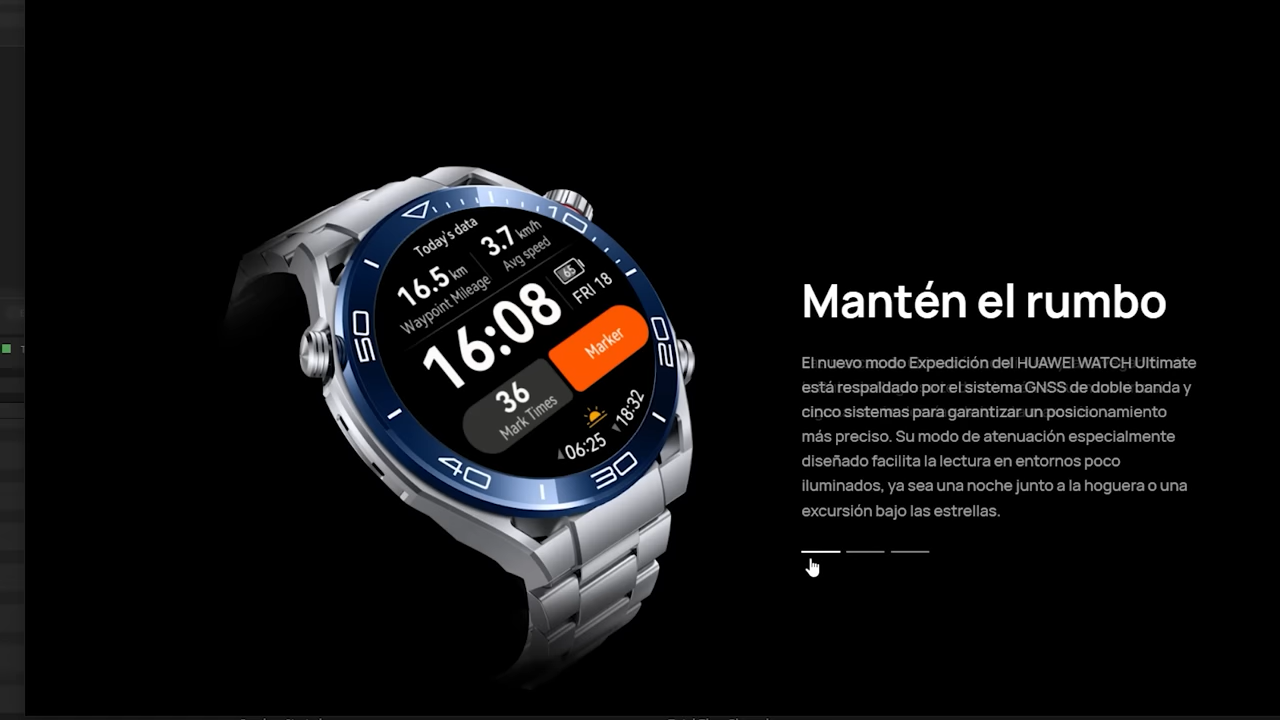 Today's data
16.5 km
3.7 km/h
Waypoint Mileage
Avg speed
65
16:08
FRI 18
Marker
36
Mark Times
06:25
18:32
10
20
30
40
50
Mantén el rumbo
El nuevo modo Expedición del HUAWEI WATCH Ultimate
está respaldado por el sistema GNSS de doble banda y
cinco sistemas para garantizar un posicionamiento
más preciso. Su modo de atenuación especialmente
diseñado facilita la lectura en entornos poco
iluminados, ya sea una noche junto a la hoguera o una
excursión bajo las estrellas.